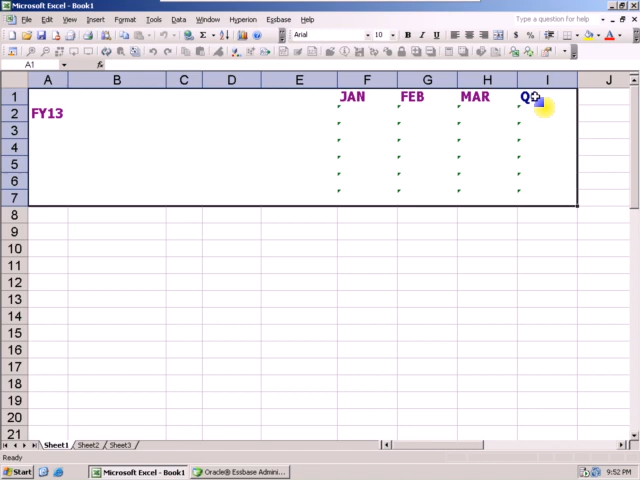 Microsoft Excel - Book1
File Edit View Insert Format Tools Data Window Hyperion Essbase Help
Type a question for help
Arial 10 B I U
A1 fx
A B C D E F G H I J
1 JAN FEB MAR
2 FY13
3
4
5
6
7
8
9
10
11
12
13
14
15
16
17
18
19
20
21
Sheet1 Sheet2 Sheet3
Ready
Start Microsoft Excel - Book1 Oracle® Essbase Admini... 9:52 PM